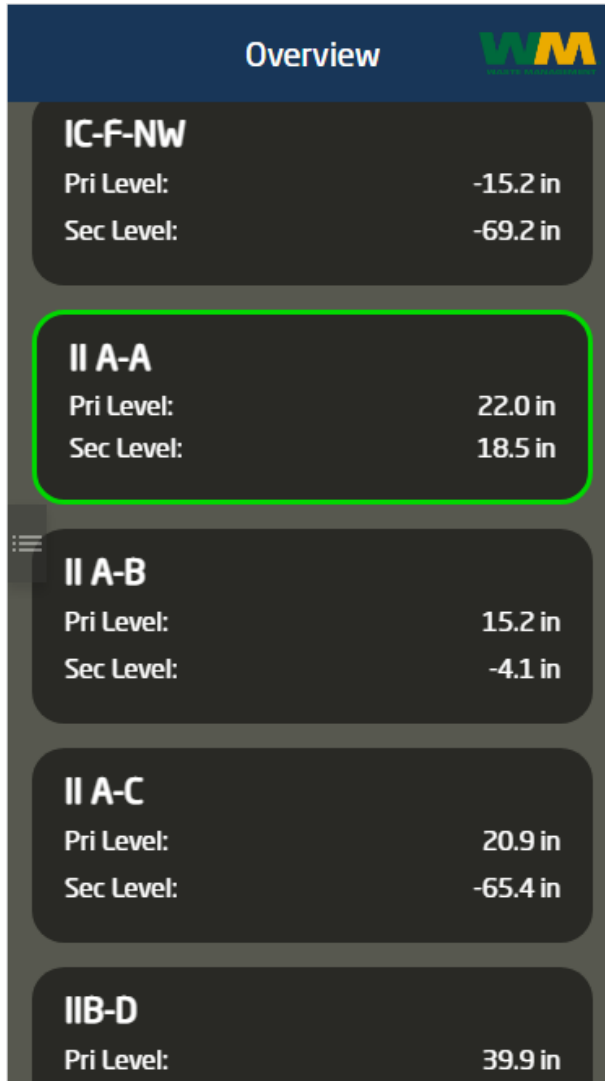 Overview
WM
WASTE MANAGEMENT
IC-F-NW
Pri Level: -15.2 in
Sec Level: -69.2 in
II A-A
Pri Level: 22.0 in
Sec Level: 18.5 in
II A-B
Pri Level: 15.2 in
Sec Level: -4.1 in
II A-C
Pri Level: 20.9 in
Sec Level: -65.4 in
IIB-D
Pri Level: 39.9 in